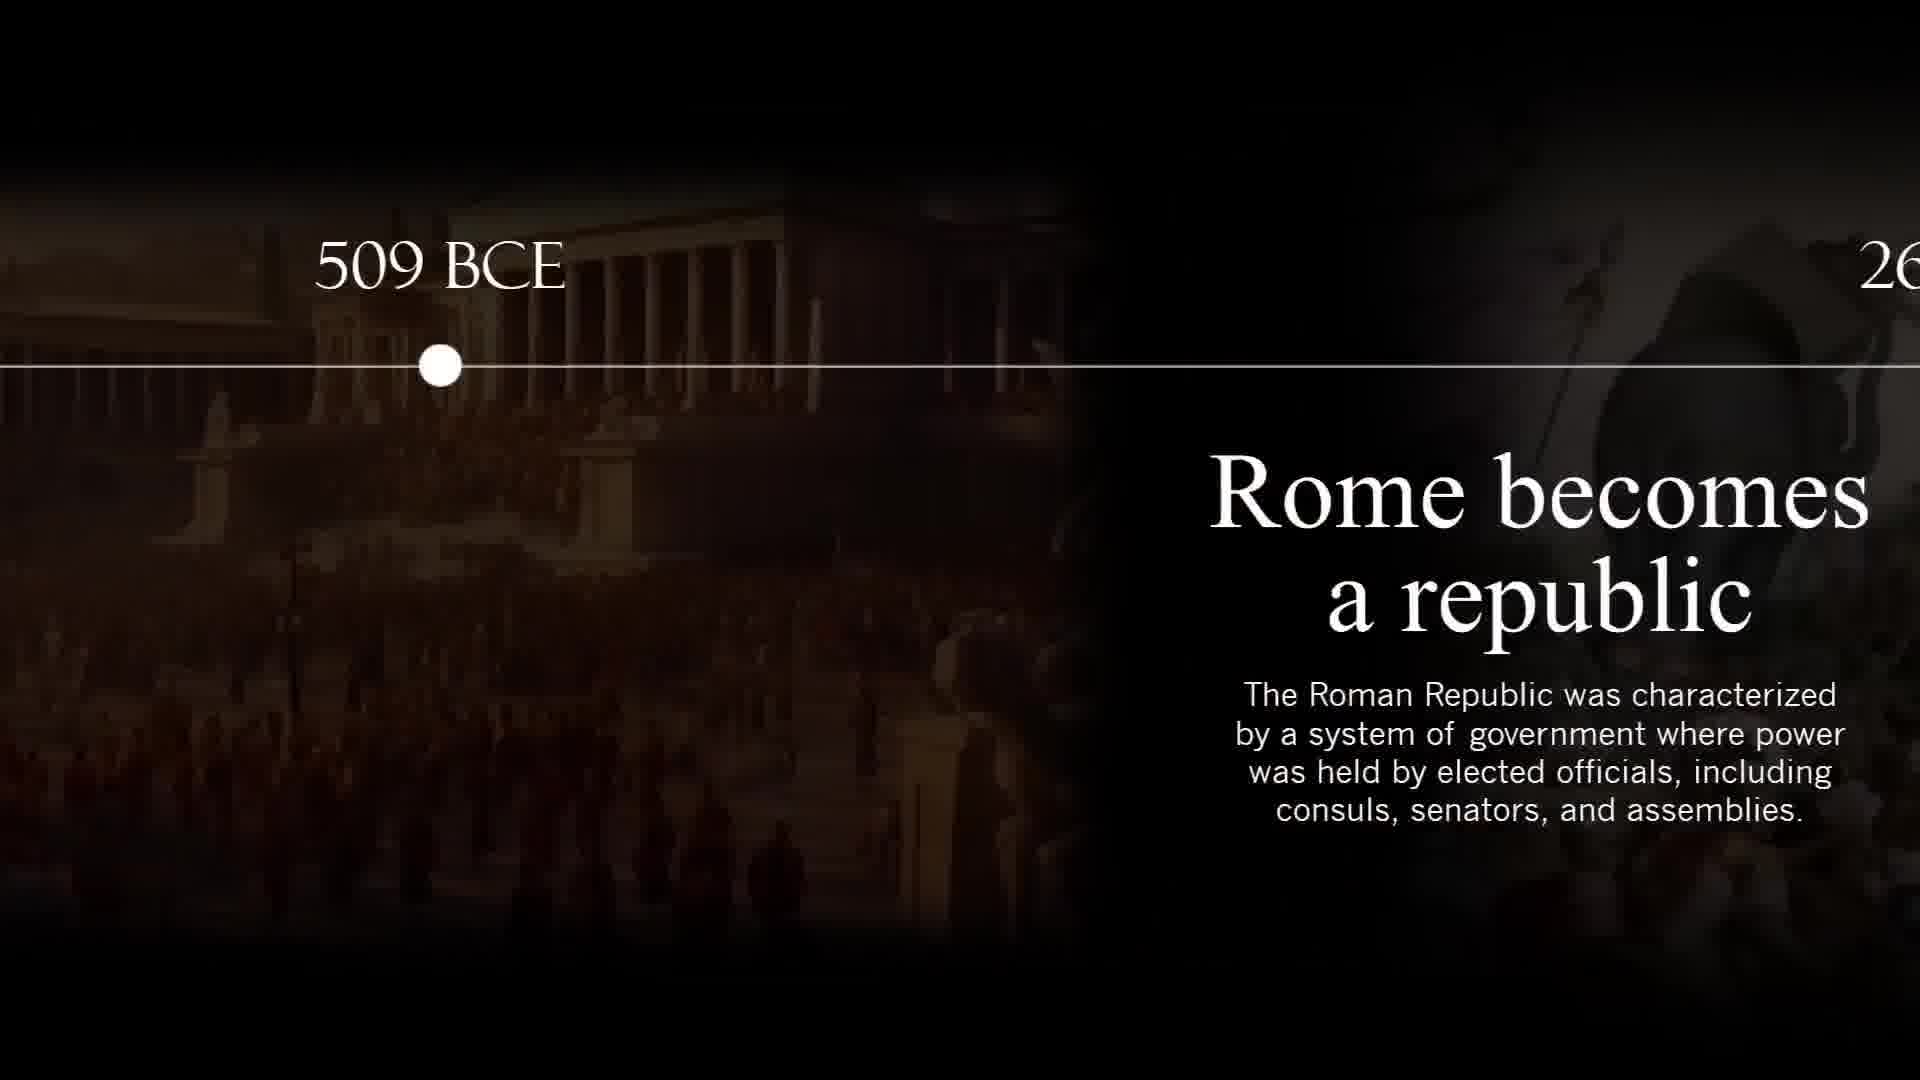 509 BCE
26
Rome becomes
a republic
The Roman Republic was characterized
by a system of government where power
was held by elected officials, including
consuls, senators, and assemblies.